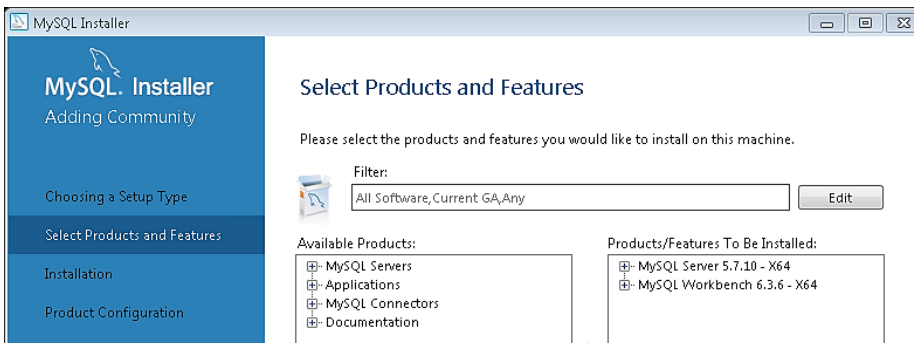 MySQL Installer
MySQL. Installer
Adding Community
Choosing a Setup Type
Select Products and Features
Installation
Product Configuration
Select Products and Features
Please select the products and features you would like to install on this machine.
Filter:
All Software,Current GA,Any
Edit
Available Products:
MySQL Servers
Applications
MySQL Connectors
Documentation
Products/Features To Be Installed:
MySQL Server 5.7.10 - X64
MySQL Workbench 6.3.6 - X64